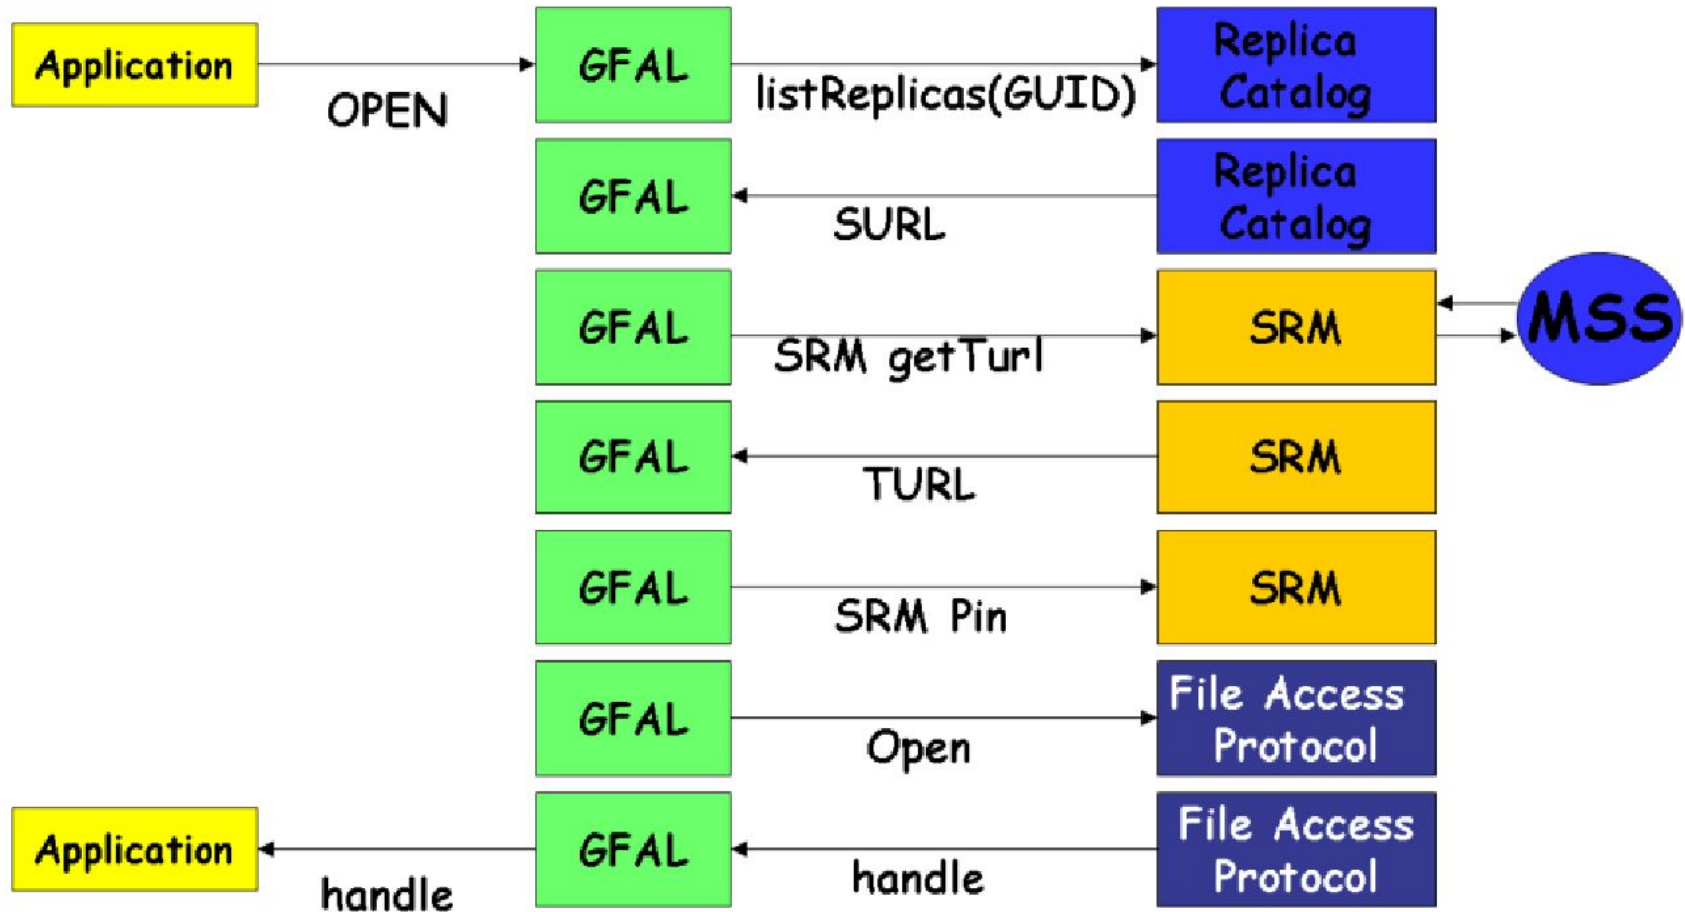 Application
OPEN
GFAL
listReplicas(GUID)
Replica
Catalog
GFAL
SURL
Replica
Catalog
GFAL
SRM getTurl
SRM
MSS
GFAL
TURL
SRM
GFAL
SRM Pin
SRM
GFAL
Open
File Access
Protocol
Application
handle
GFAL
handle
File Access
Protocol